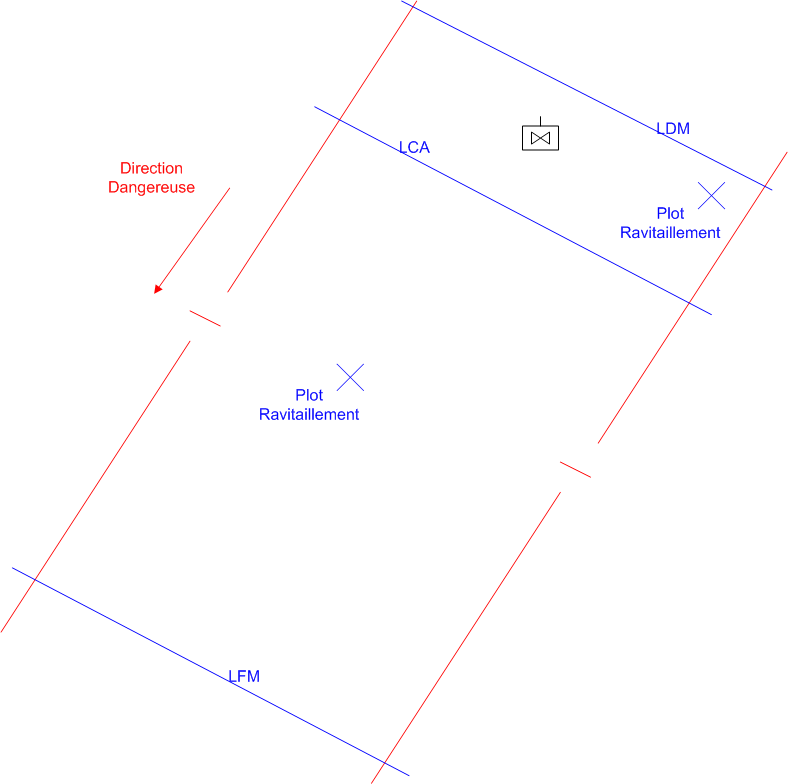 LDM
LCA
Direction
Dangereuse
Plot
Ravitaillement
Plot
Ravitaillement
LFM